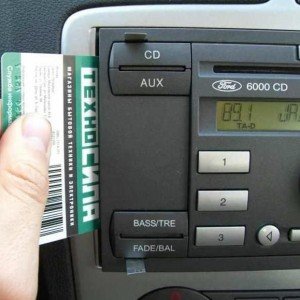 ТЕХНОСИЛА
МАГАЗИНЫ БЫТОВОЙ ТЕХНИКИ И ЭЛЕКТРОНИКИ
CD
AUX
Ford 6000 CD
89.1
TA-D
1
2
3
BASS/TRE
FADE/BAL